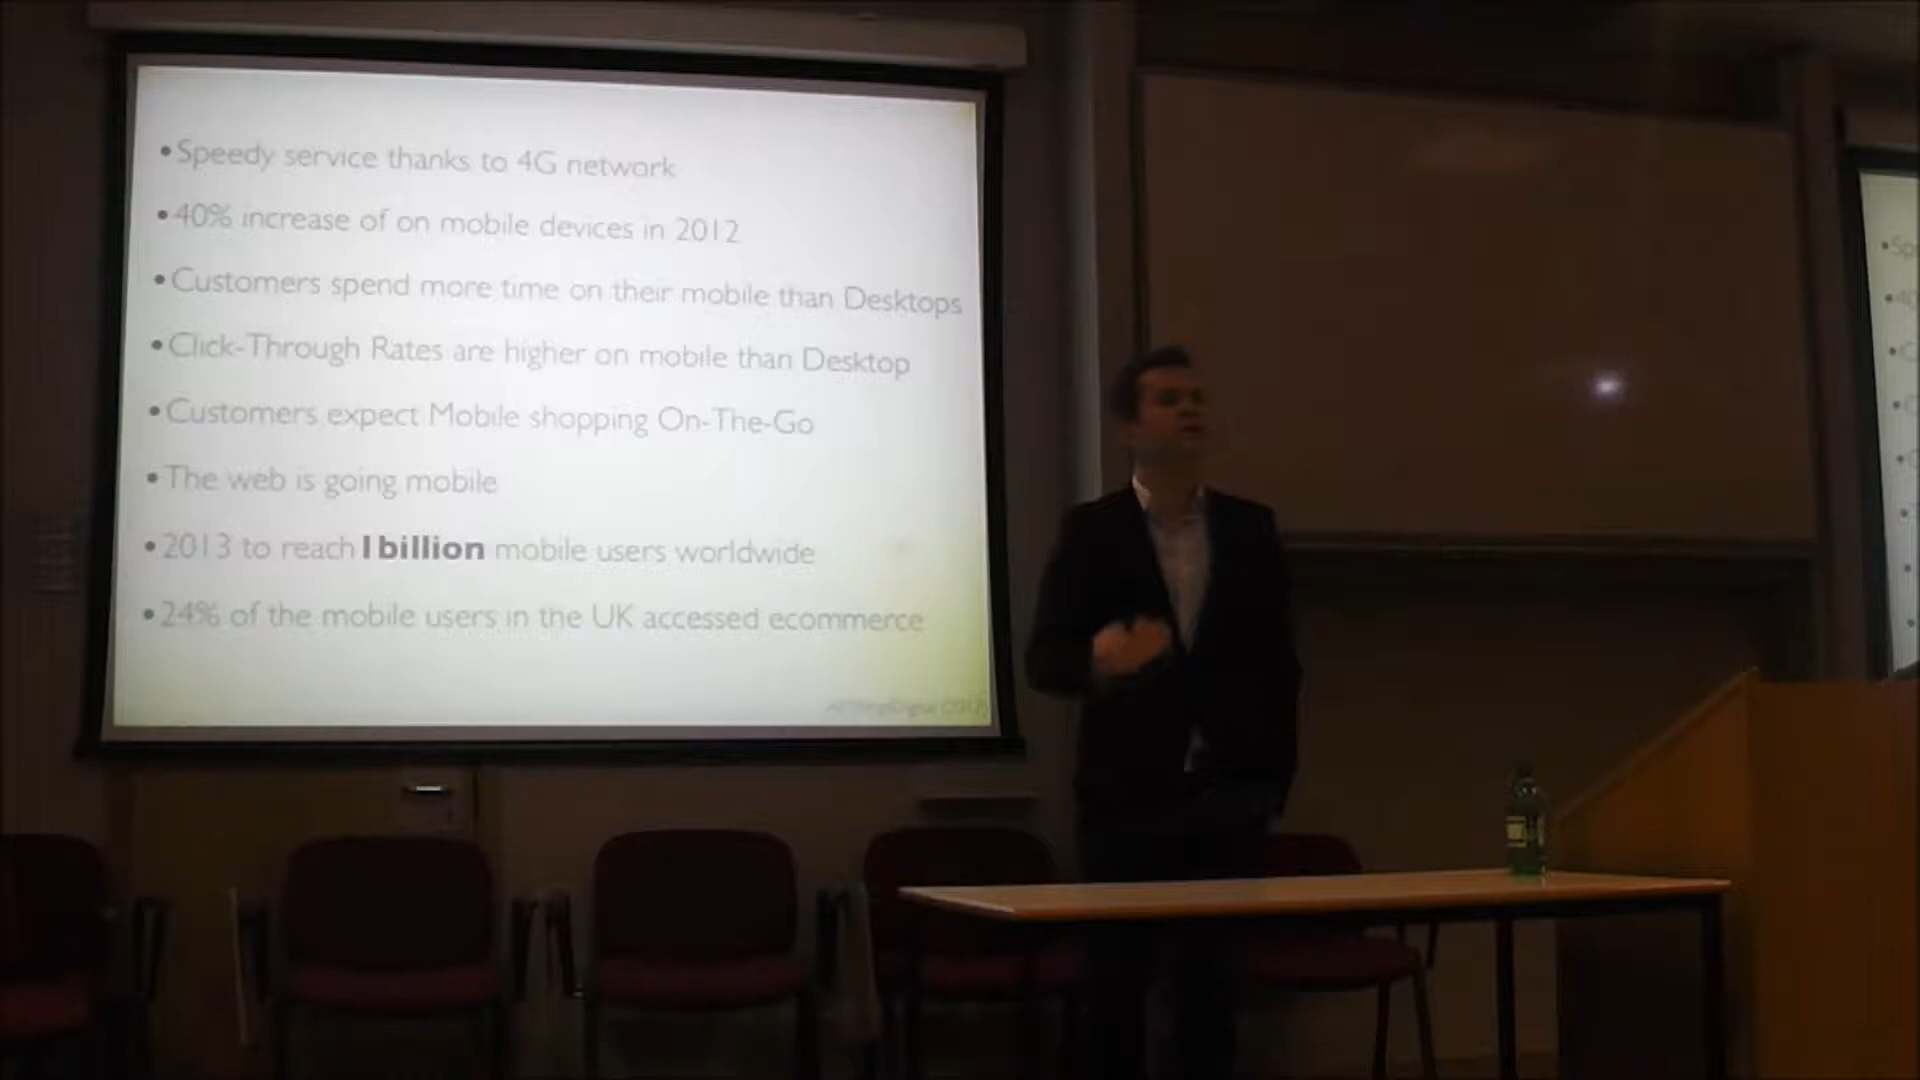 •Speedy service thanks to 4G network
•40% increase of on mobile devices in 2012
•Customers spend more time on their mobile than Desktops
•Click-Through Rates are higher on mobile than Desktop
•Customers expect Mobile shopping On-The-Go
•The web is going mobile
•2013 to reach 1 billion mobile users worldwide
•24% of the mobile users in the UK accessed ecommerce